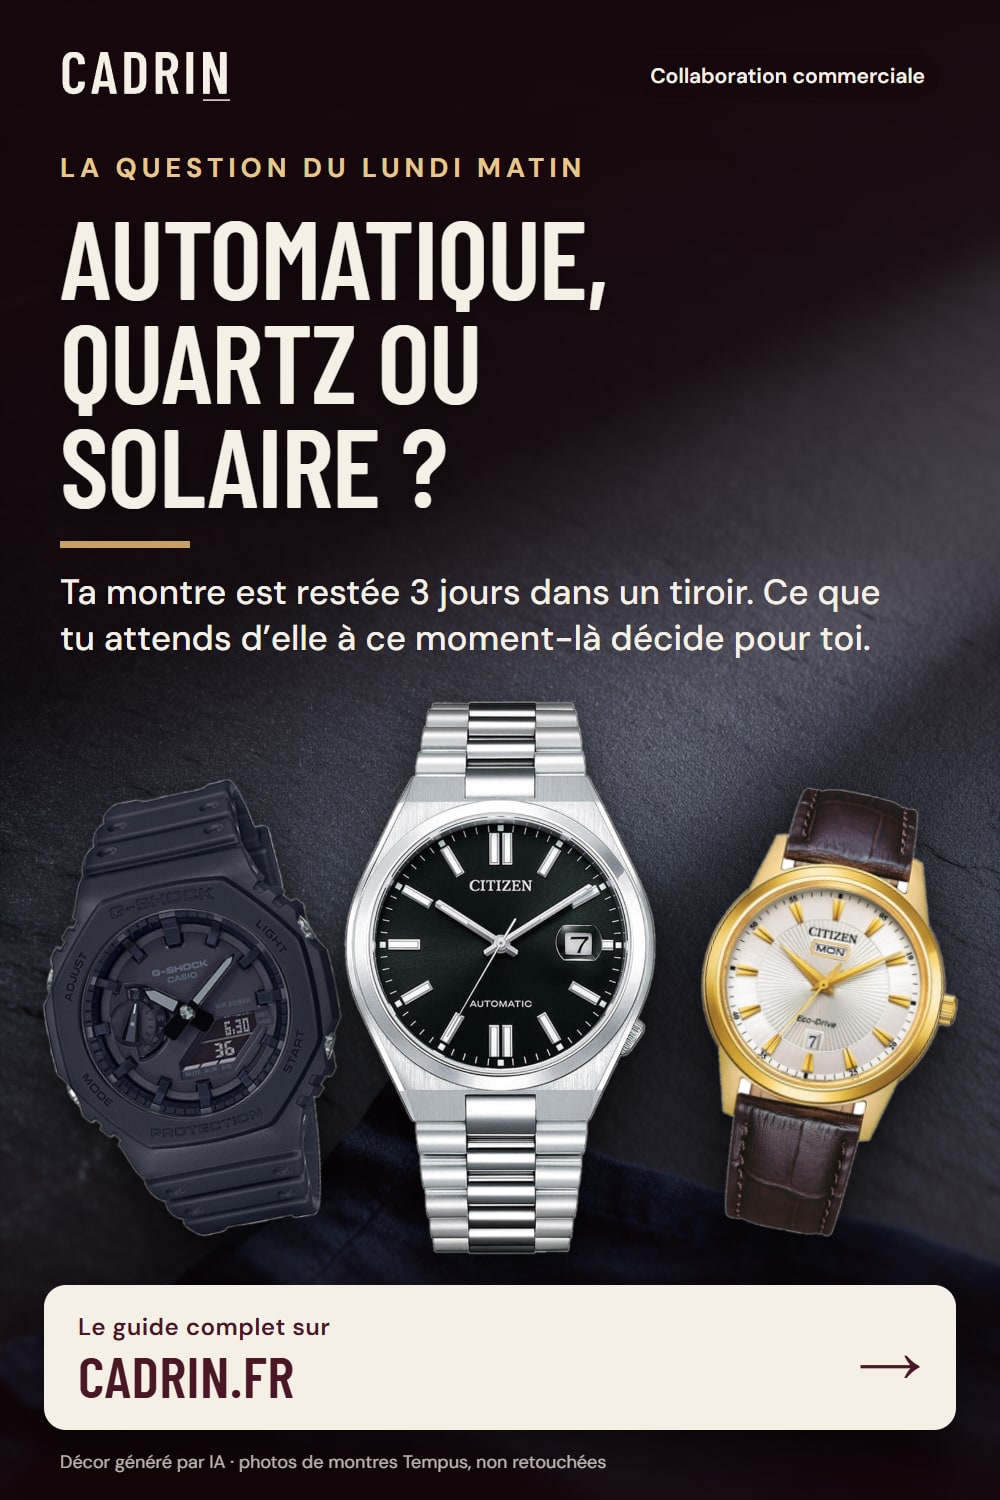 CADRIN
Collaboration commerciale
LA QUESTION DU LUNDI MATIN
AUTOMATIQUE,
QUARTZ OU
SOLAIRE ?
Ta montre est restée 3 jours dans un tiroir. Ce que
tu attends d’elle à ce moment-là décide pour toi.
G-SHOCK
ADJUST
LIGHT
G-SHOCK
CASIO
6:30
36
MODE
START
PROTECTION
CITIZEN
7
AUTOMATIC
CITIZEN
MON
Eco-Drive
7
Le guide complet sur
CADRIN.FR
→
Décor généré par IA · photos de montres Tempus, non retouchées